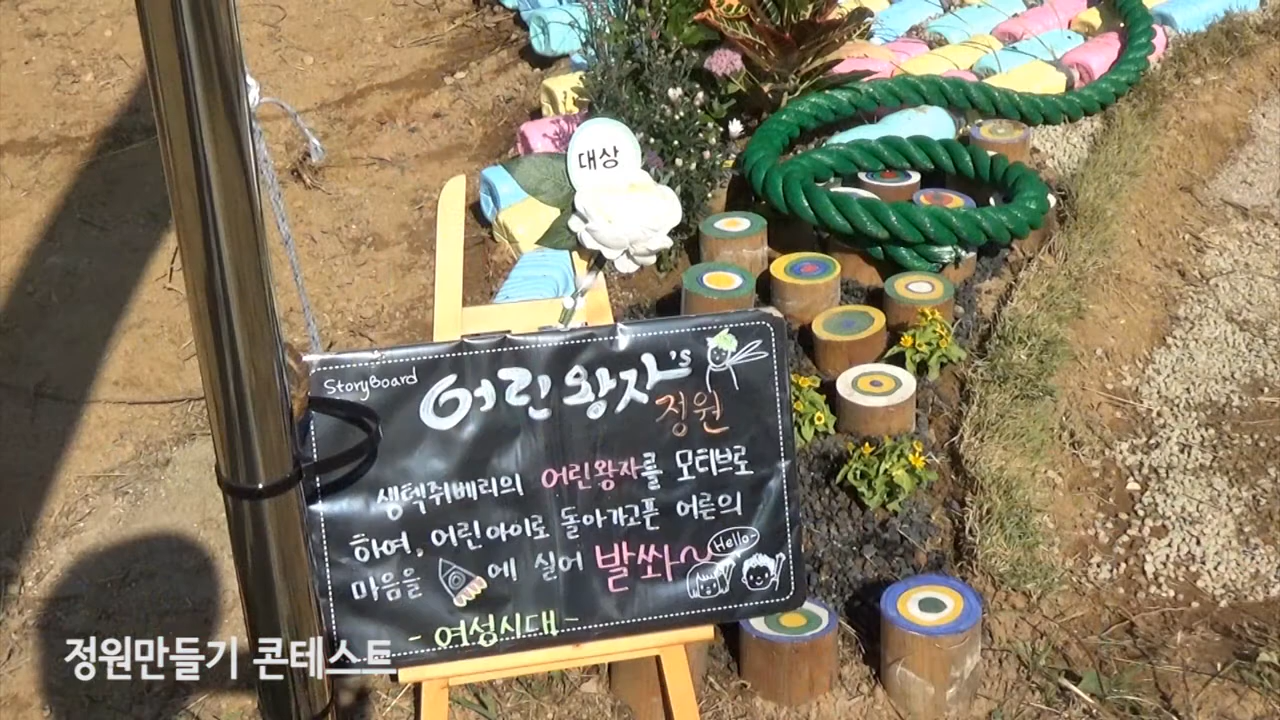 대상
StoryBoard
어린왕자's
정원
생텍쥐베리의 어린왕자를 모티브로
하여, 어린아이로 돌아가고픈 어른의
마음을 에 실어 발쏴~
Hello~
- 여성시대 -
정원만들기 콘테스트